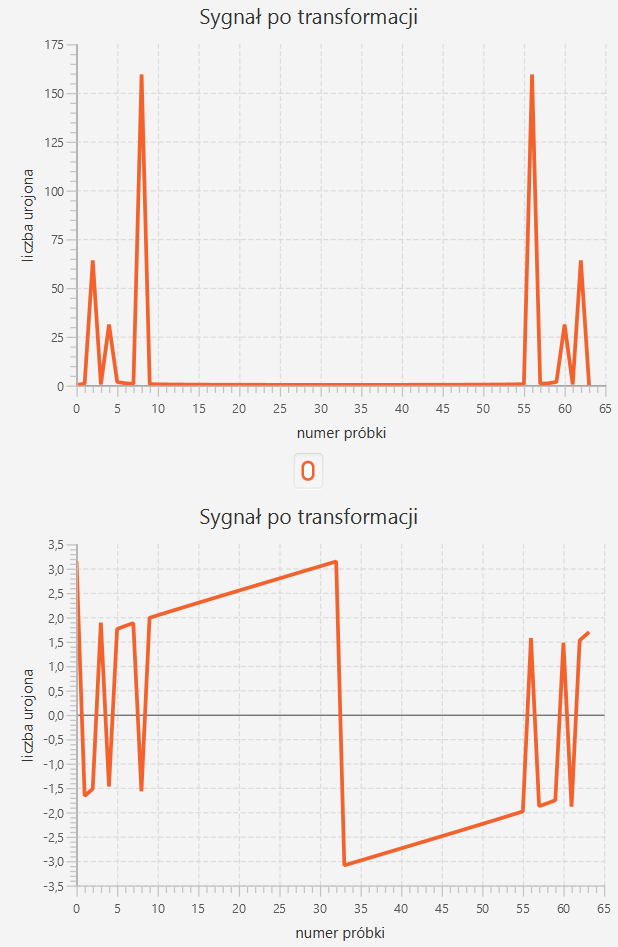 Sygnał po transformacji
175
150
125
100
75
50
25
0
liczba urojona
0 5 10 15 20 25 30 35 40 45 50 55 60 65
numer próbki
Sygnał po transformacji
3,5
3,0
2,5
2,0
1,5
1,0
0,5
0,0
-0,5
-1,0
-1,5
-2,0
-2,5
-3,0
-3,5
liczba urojona
0 5 10 15 20 25 30 35 40 45 50 55 60 65
numer próbki